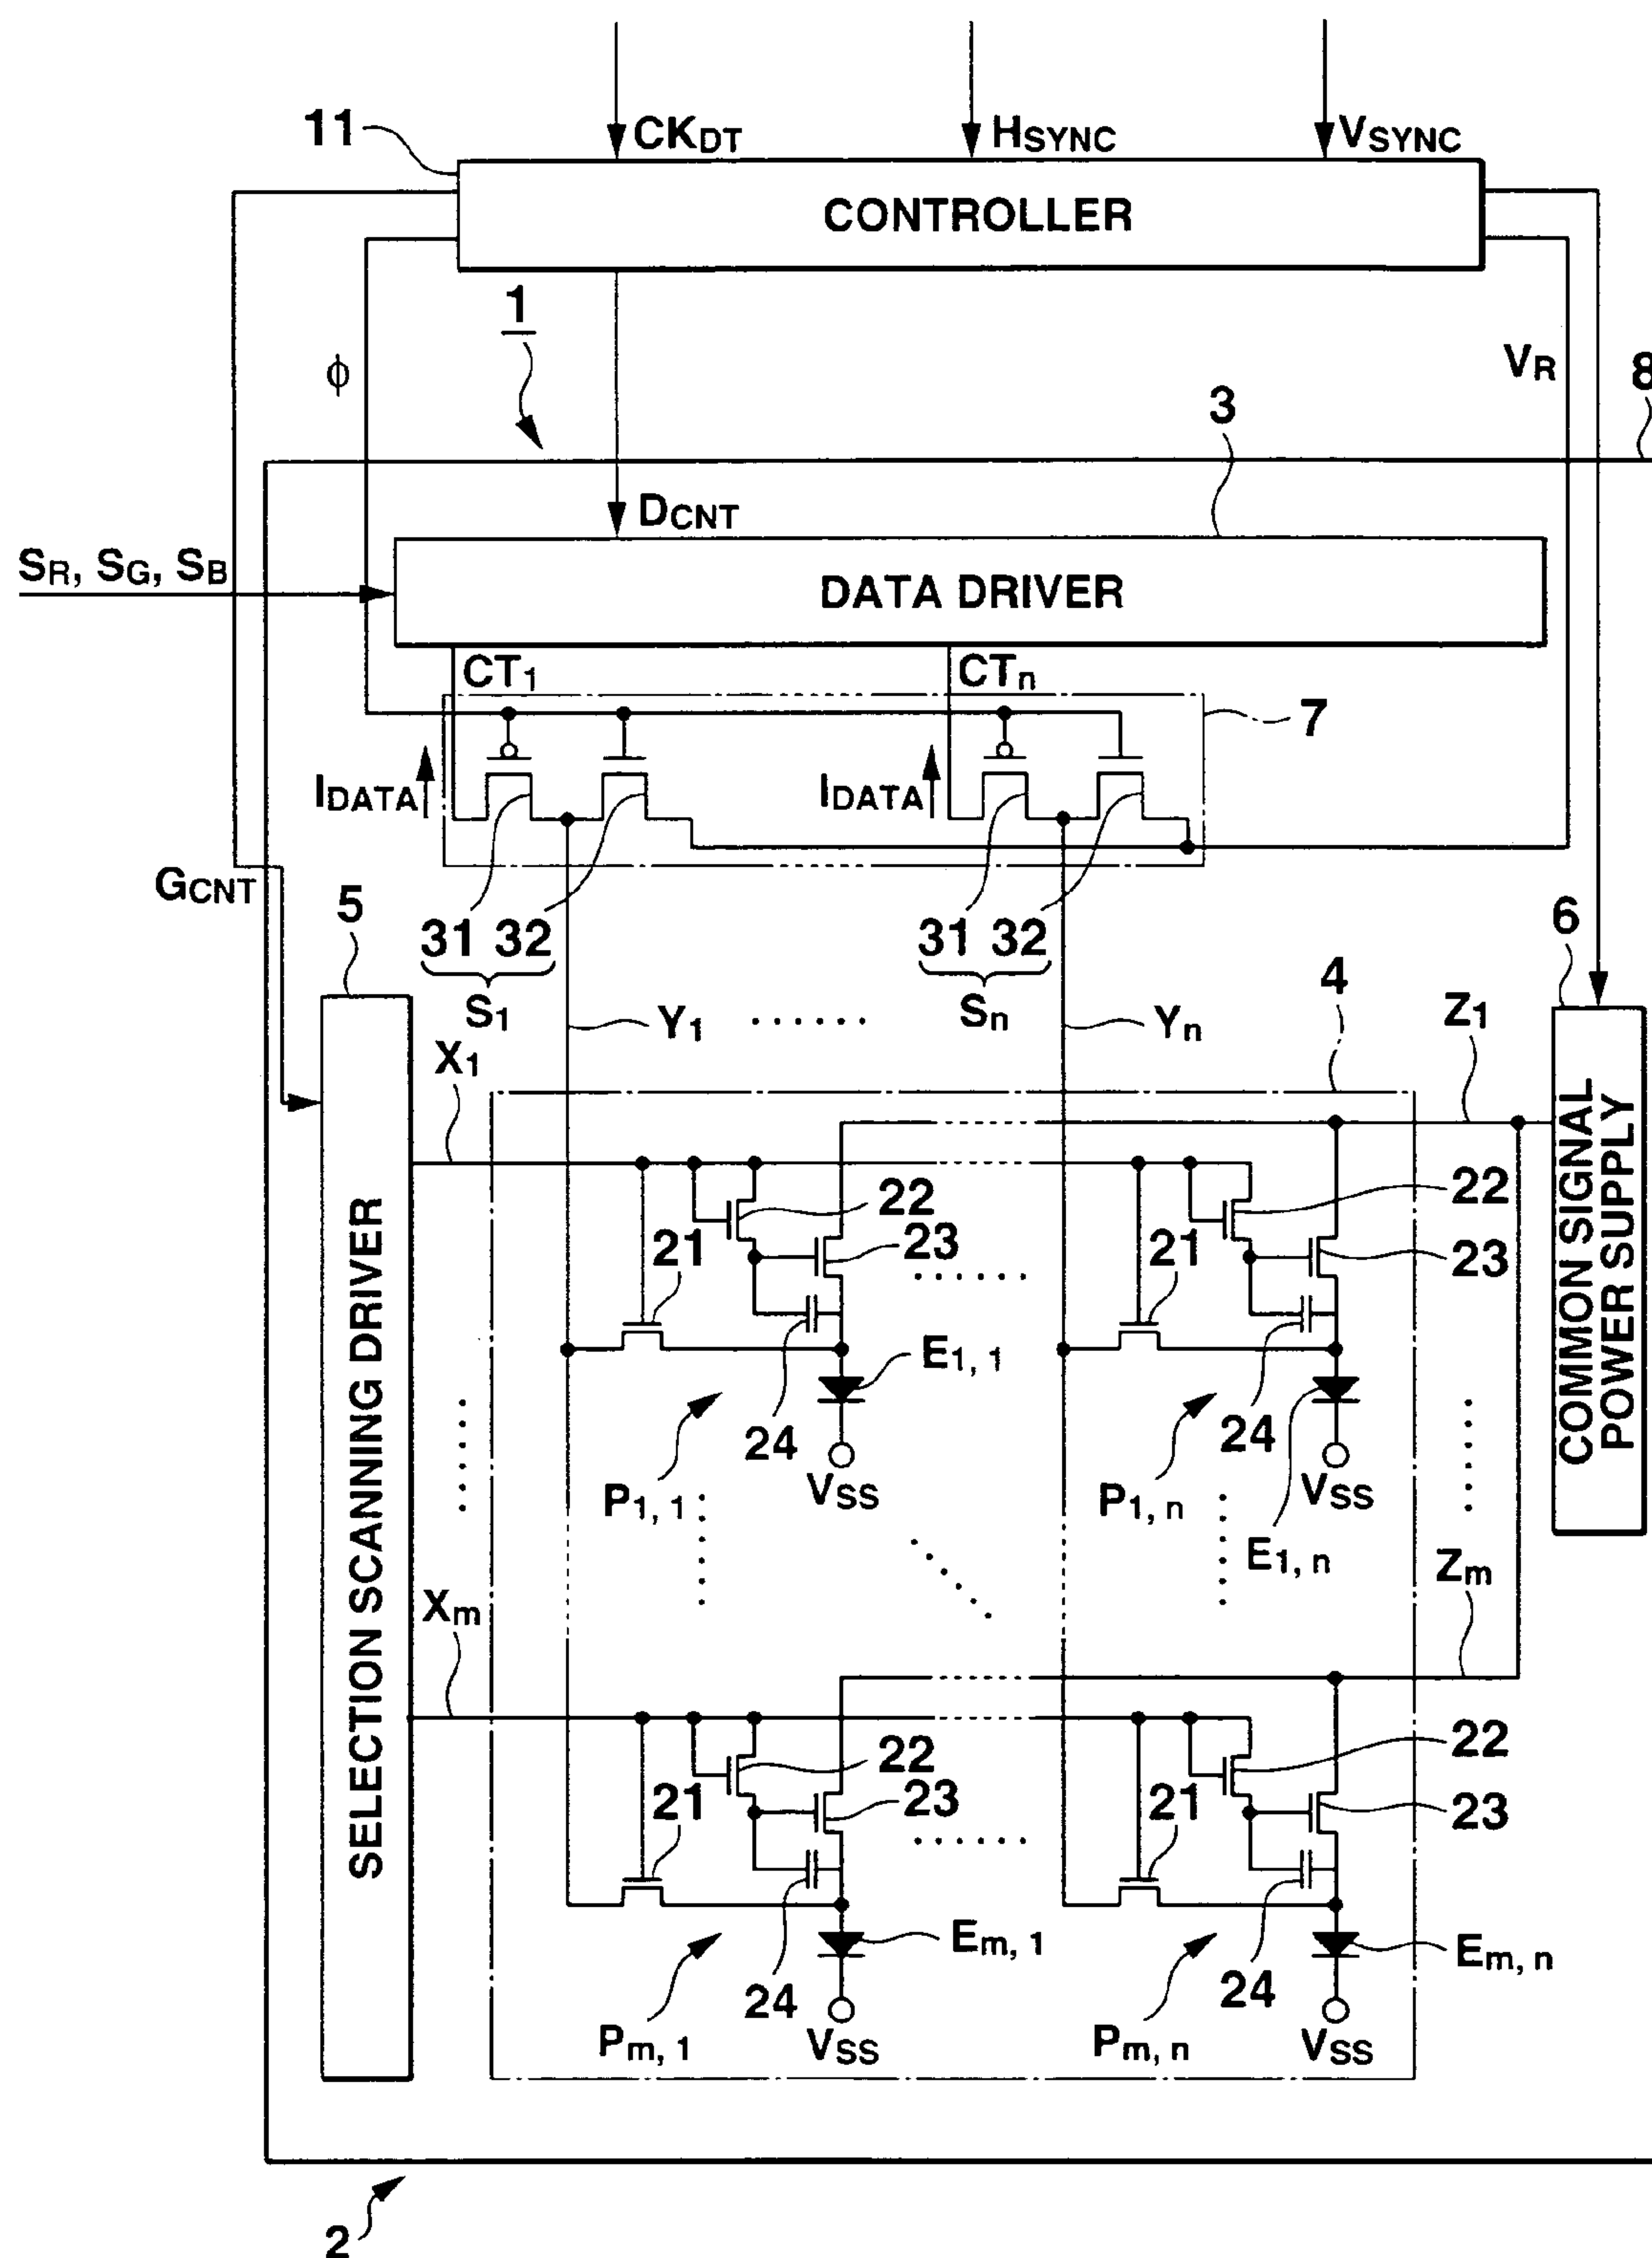 11
CKDT
HSYNC
VSYNC
CONTROLLER
1
ϕ
VR
8
3
DCNT
SR, SG, SB
DATA DRIVER
CT1
CTn
7
IDATA
IDATA
GCNT
31 32
31 32
S1
Sn
5
6
4
Y1 ......
Yn
Z1
X1
SELECTION SCANNING DRIVER
COMMON SIGNAL
POWER SUPPLY
22
22
21
23
21
23
E1, 1
24
24
P1, 1
VSS
P1, n
VSS
E1, n
Xm
Zm
22
22
21
23
21
23
Em, 1
Em, n
24
24
Pm, 1
VSS
Pm, n
VSS
2